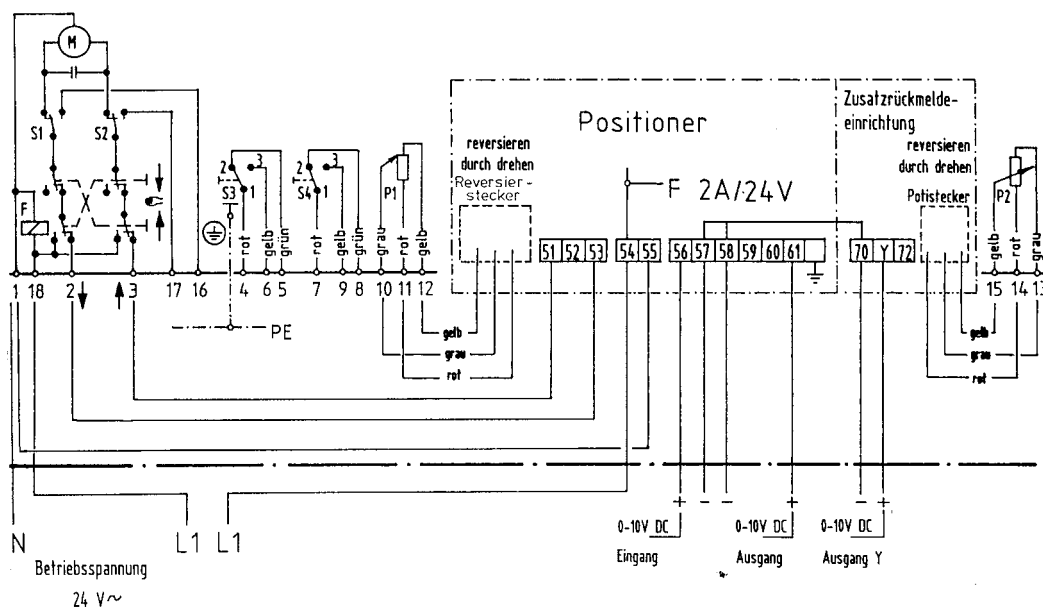 M
S1
S2
F
2
3
S3
1
2
3
S4
1
P1
rot
gelb
grün
rot
gelb
grün
grau
rot
gelb
1 18 2 3 17 16 4 6 5 7 9 8 10 11 12
PE
Positioner
reversieren
durch drehen
Reversier-
stecker
F 2A/24V
51 52 53 54 55 56 57 58 59 60 61
Zusatzrückmelde-
einrichtung
reversieren
durch drehen
Potistecker
70 Y 72
P2
gelb
rot
grau
15 14 13
gelb
grau
rot
gelb
grau
rot
N
L1 L1
Betriebsspannung
24 V~
+ - - + - +
0-10V DC
Eingang
0-10V DC
Ausgang
0-10V DC
Ausgang Y